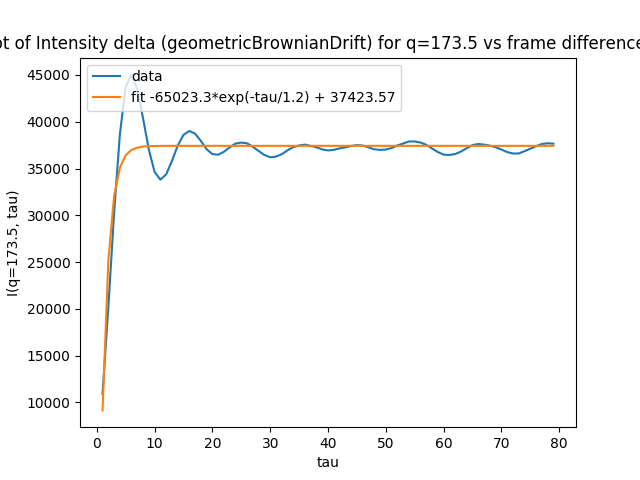 ot of Intensity delta (geometricBrownianDrift) for q=173.5 vs frame difference
data
fit -65023.3*exp(-tau/1.2) + 37423.57
45000
40000
35000
30000
25000
20000
15000
10000
I(q=173.5, tau)
0 10 20 30 40 50 60 70 80
tau